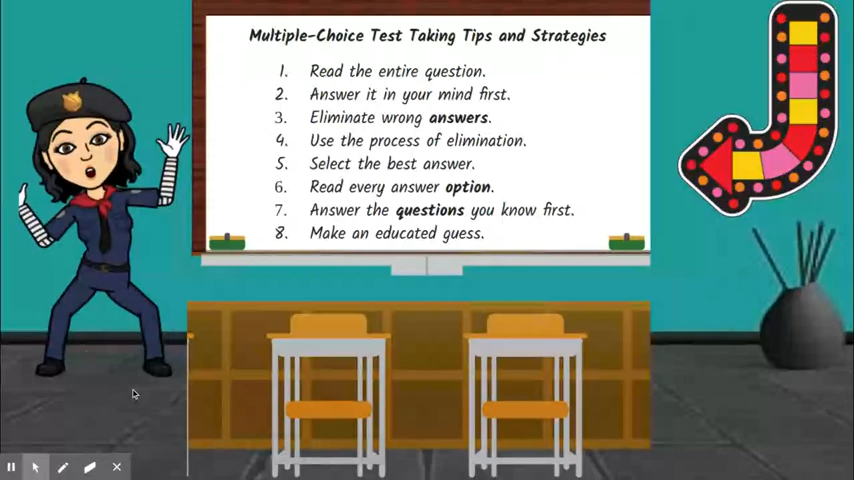 Multiple-Choice Test Taking Tips and Strategies
1. Read the entire question.
2. Answer it in your mind first.
3. Eliminate wrong answers.
4. Use the process of elimination.
5. Select the best answer.
6. Read every answer option.
7. Answer the questions you know first.
8. Make an educated guess.